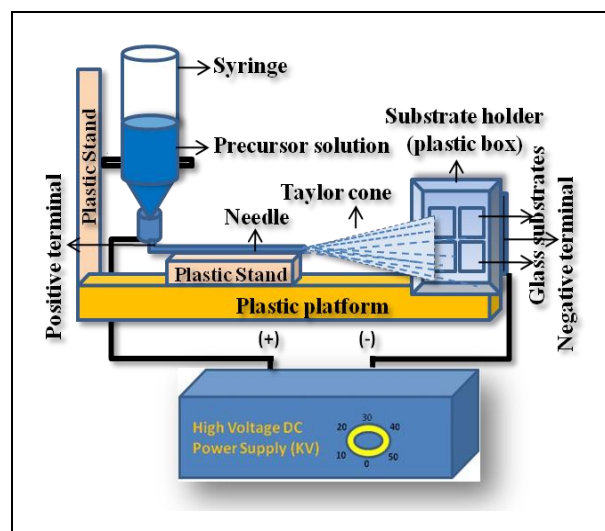 Syringe
Precursor solution
Plastic Stand
Substrate holder
(plastic box)
Taylor cone
Needle
Glass substrates
Negative terminal
Positive terminal
Plastic Stand
Plastic platform
(+)
(-)
High Voltage DC
Power Supply (KV)
30
20
40
10
50
0